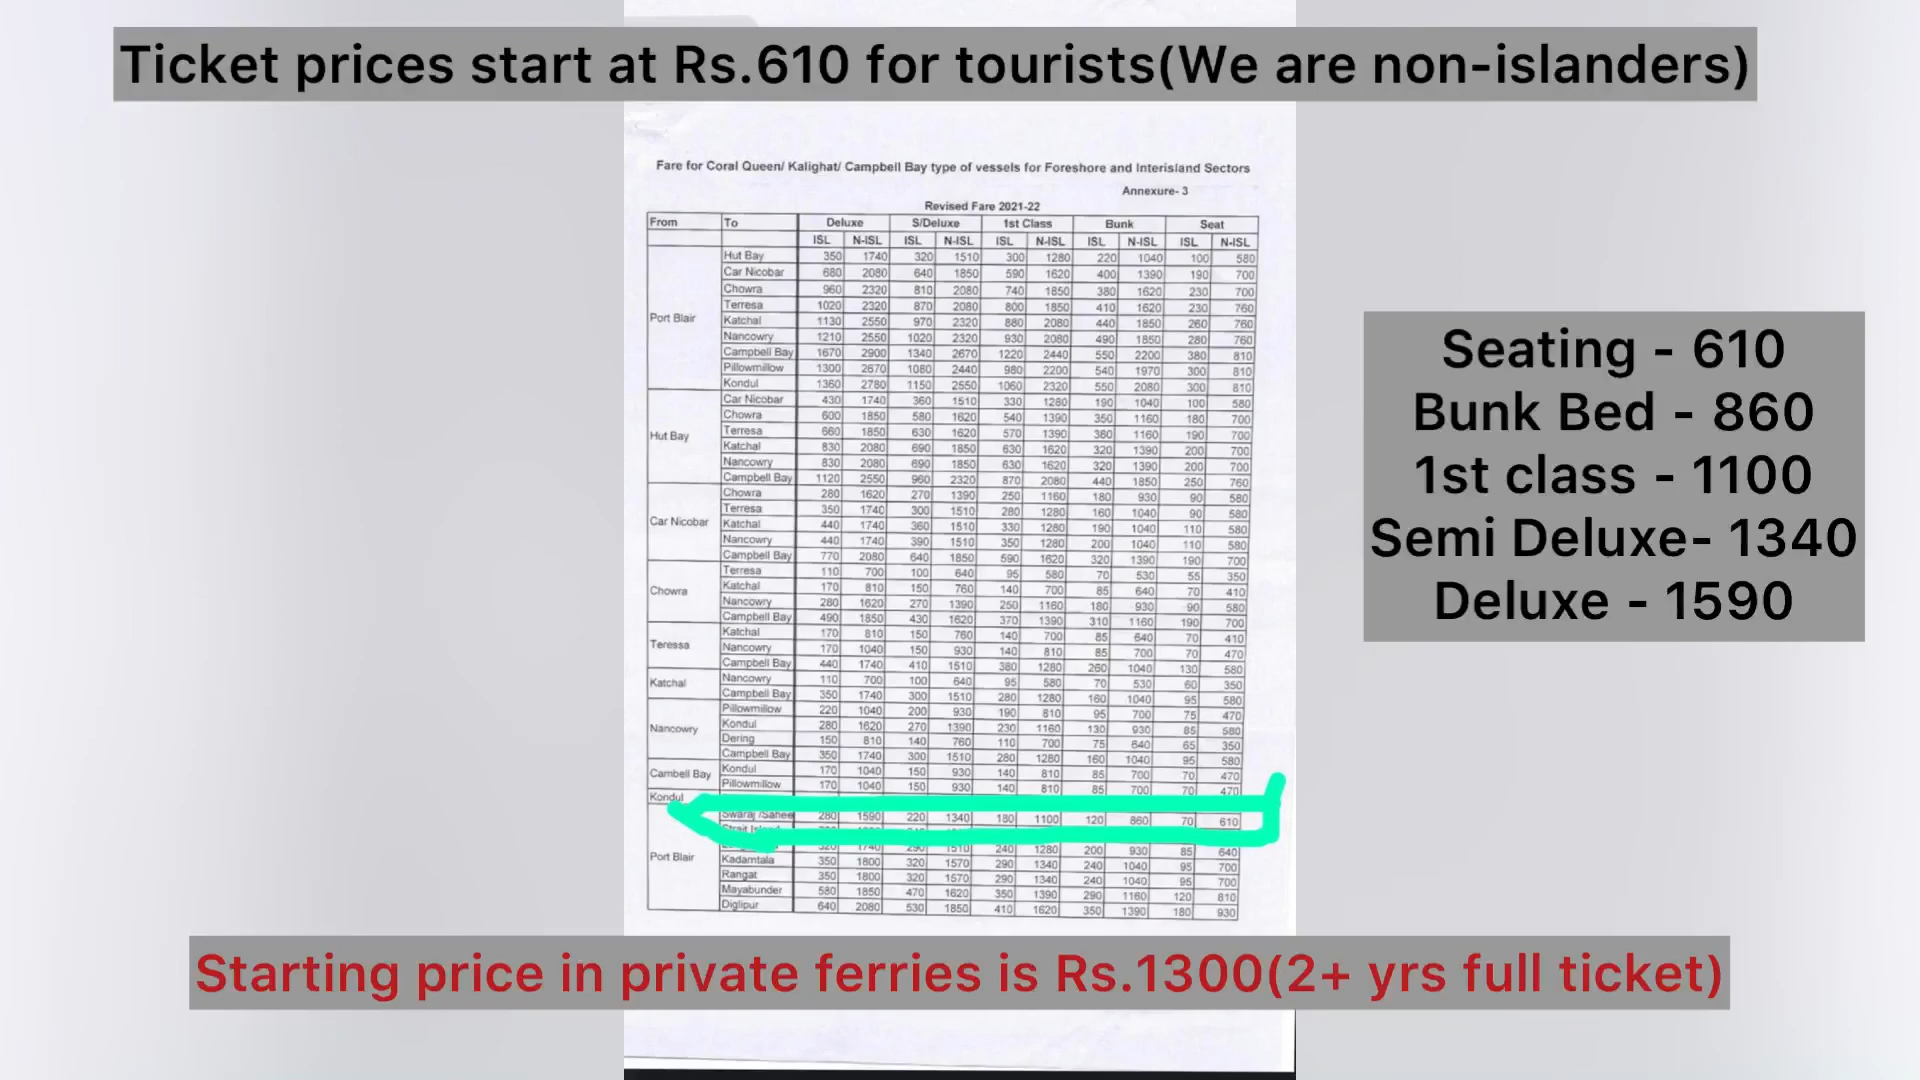 Ticket prices start at Rs.610 for tourists(We are non-islanders)
Fare for Coral Queen/ Kalighat/ Campbell Bay type of vessels for Foreshore and Interisland Sectors
Annexure- 3
Revised Fare 2021-22
From To Deluxe S/Deluxe 1st Class Bunk Seat
ISL N-ISL ISL N-ISL ISL N-ISL ISL N-ISL ISL N-ISL
Port Blair
Hut Bay 350 1740 320 1510 300 1280 220 1040 100 580
Car Nicobar 680 2080 640 1850 590 1620 400 1390 190 700
Chowra 960 2320 810 2080 740 1850 380 1620 230 700
Terresa 1020 2320 870 2080 800 1850 410 1620 230 760
Katchal 1130 2550 970 2320 880 2080 440 1850 260 760
Nancowry 1210 2550 1020 2320 930 2080 490 1850 280 760
Campbell Bay 1670 2900 1340 2670 1220 2440 550 2200 380 810
Pillowmillow 1300 2670 1080 2440 980 2200 540 1970 300 810
Kondul 1360 2780 1150 2550 1060 2320 550 2080 300 810
Hut Bay
Car Nicobar 430 1740 360 1510 330 1280 190 1040 100 580
Chowra 600 1850 580 1620 540 1390 350 1160 180 700
Terresa 660 1850 630 1620 570 1390 360 1160 190 700
Katchal 830 2080 690 1850 630 1620 320 1390 200 700
Nancowry 830 2080 690 1850 630 1620 320 1390 200 700
Campbell Bay 1120 2550 960 2320 870 2080 440 1850 250 760
Car Nicobar
Chowra 280 1620 270 1390 250 1160 180 930 90 580
Terresa 350 1740 300 1510 280 1280 160 1040 90 580
Katchal 440 1740 360 1510 330 1280 190 1040 110 580
Nancowry 440 1740 390 1510 350 1280 200 1040 110 580
Campbell Bay 770 2080 640 1850 590 1620 320 1390 190 700
Chowra
Terresa 110 700 100 640 95 580 70 530 55 350
Katchal 170 810 150 760 140 700 85 640 70 410
Nancowry 280 1620 270 1390 250 1160 180 930 90 580
Campbell Bay 490 1850 430 1620 370 1390 310 1160 190 700
Teressa
Katchal 170 810 150 760 140 700 85 640 70 410
Nancowry 170 1040 150 930 140 810 85 700 70 470
Campbell Bay 440 1740 410 1510 380 1280 260 1040 130 580
Katchal
Nancowry 110 700 100 640 95 580 70 530 60 350
Campbell Bay 350 1740 300 1510 280 1280 160 1040 95 580
Nancowry
Pillowmillow 220 1040 200 930 190 810 95 700 75 470
Kondul 280 1620 270 1390 230 1160 130 930 85 580
Dering 150 810 140 760 110 700 75 640 65 350
Campbell Bay 350 1740 300 1510 280 1280 160 1040 95 580
Cambell Bay
Kondul 170 1040 150 930 140 810 85 700 70 470
Pillowmillow 170 1040 150 930 140 810 85 700 70 470
Kondul
Port Blair
Swaraj /Sahee 280 1590 220 1340 180 1100 120 860 70 610
Strait
320 1740 290 1510 240 1280 200 930 85 640
Kadamtala 350 1800 320 1570 290 1340 240 1040 95 700
Rangat 350 1800 320 1570 290 1340 240 1040 95 700
Mayabunder 580 1850 470 1620 350 1390 290 1160 120 810
Diglipur 640 2080 530 1850 410 1620 350 1390 180 930
Seating - 610
Bunk Bed - 860
1st class - 1100
Semi Deluxe- 1340
Deluxe - 1590
Starting price in private ferries is Rs.1300(2+ yrs full ticket)